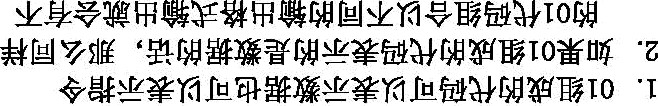 1. 01组成的代码可以表示数据也可以表示指令
2. 如果01组成的代码表示的是数据的话，那么同样
的01代码组合以不同的输出格式输出就会有不